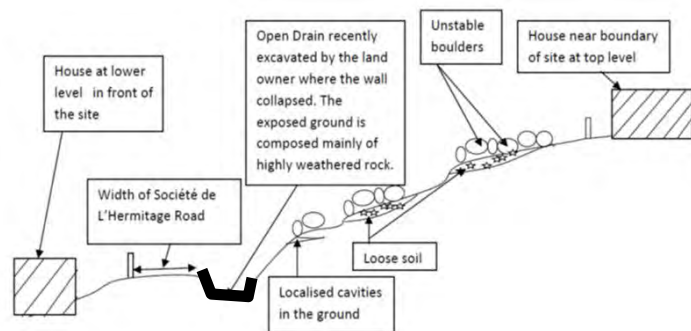 Open Drain recently
excavated by the land
owner where the wall
collapsed. The
exposed ground is
composed mainly of
highly weathered rock.
Unstable
boulders
House near boundary
of site at top level
House at lower
level in front of
the site
Width of Société de
L'Hermitage Road
Loose soil
Localised cavities
in the ground